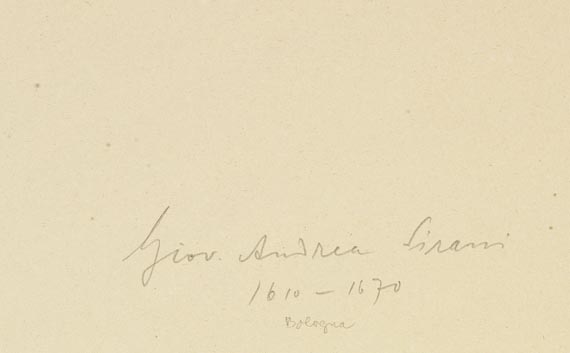 Giov. Andrea Sirani
1610 – 1670
Bologna